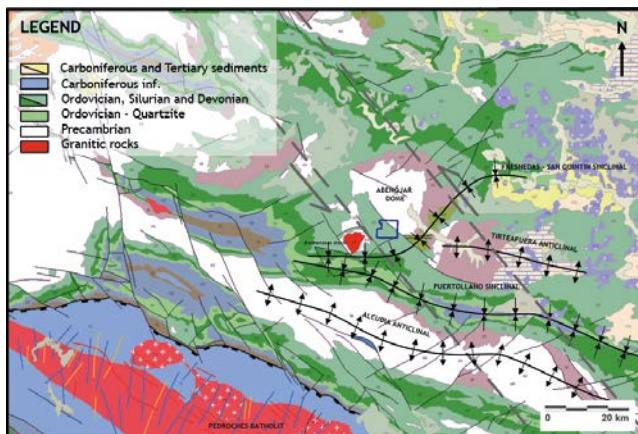 LEGEND
Carboniferous and Tertiary sediments
Carboniferous inf.
Ordovician, Silurian and Devonian
Ordovician - Quartzite
Precambrian
Granitic rocks
N
FRESNEDAS - SAN QUINTIN SINCLINAL
ABENOJAR
DOME
TIRTEAFUERA ANTICLINAL
PUERTOLLANO SINCLINAL
ALCUDIA ANTICLINAL
PEDROCHES BATHOLIT
0 20 km